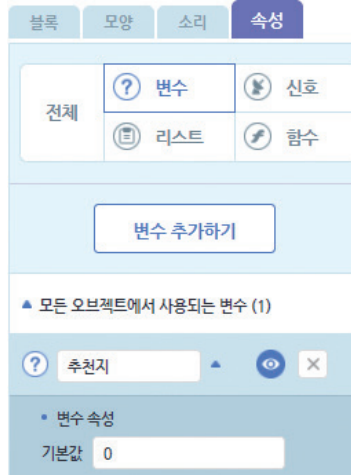 블록 모양 소리 속성
전체
변수 신호
리스트 함수
변수 추가하기
▲ 모든 오브젝트에서 사용되는 변수 (1)
? 추천지 ▲ ×
• 변수 속성
기본값 0